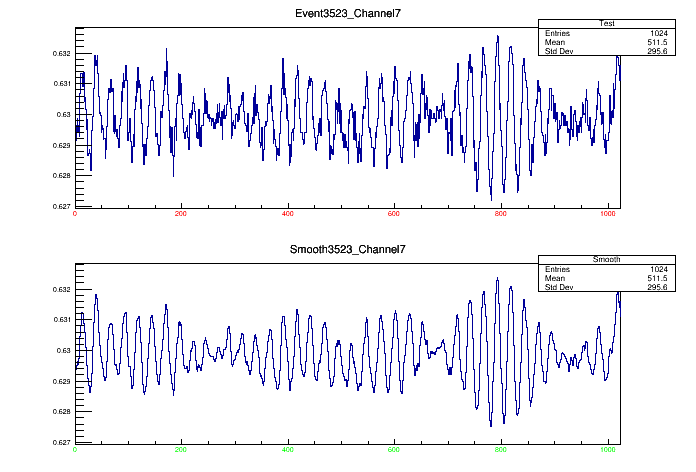 Event3523_Channel7
Test
Entries 1024
Mean 511.5
Std Dev 295.6
0.632
0.631
0.63
0.629
0.628
0.627
0 200 400 600 800 1000
Smooth3523_Channel7
Smooth
Entries 1024
Mean 511.5
Std Dev 295.6
0.632
0.631
0.63
0.629
0.628
0.627
0 200 400 600 800 1000